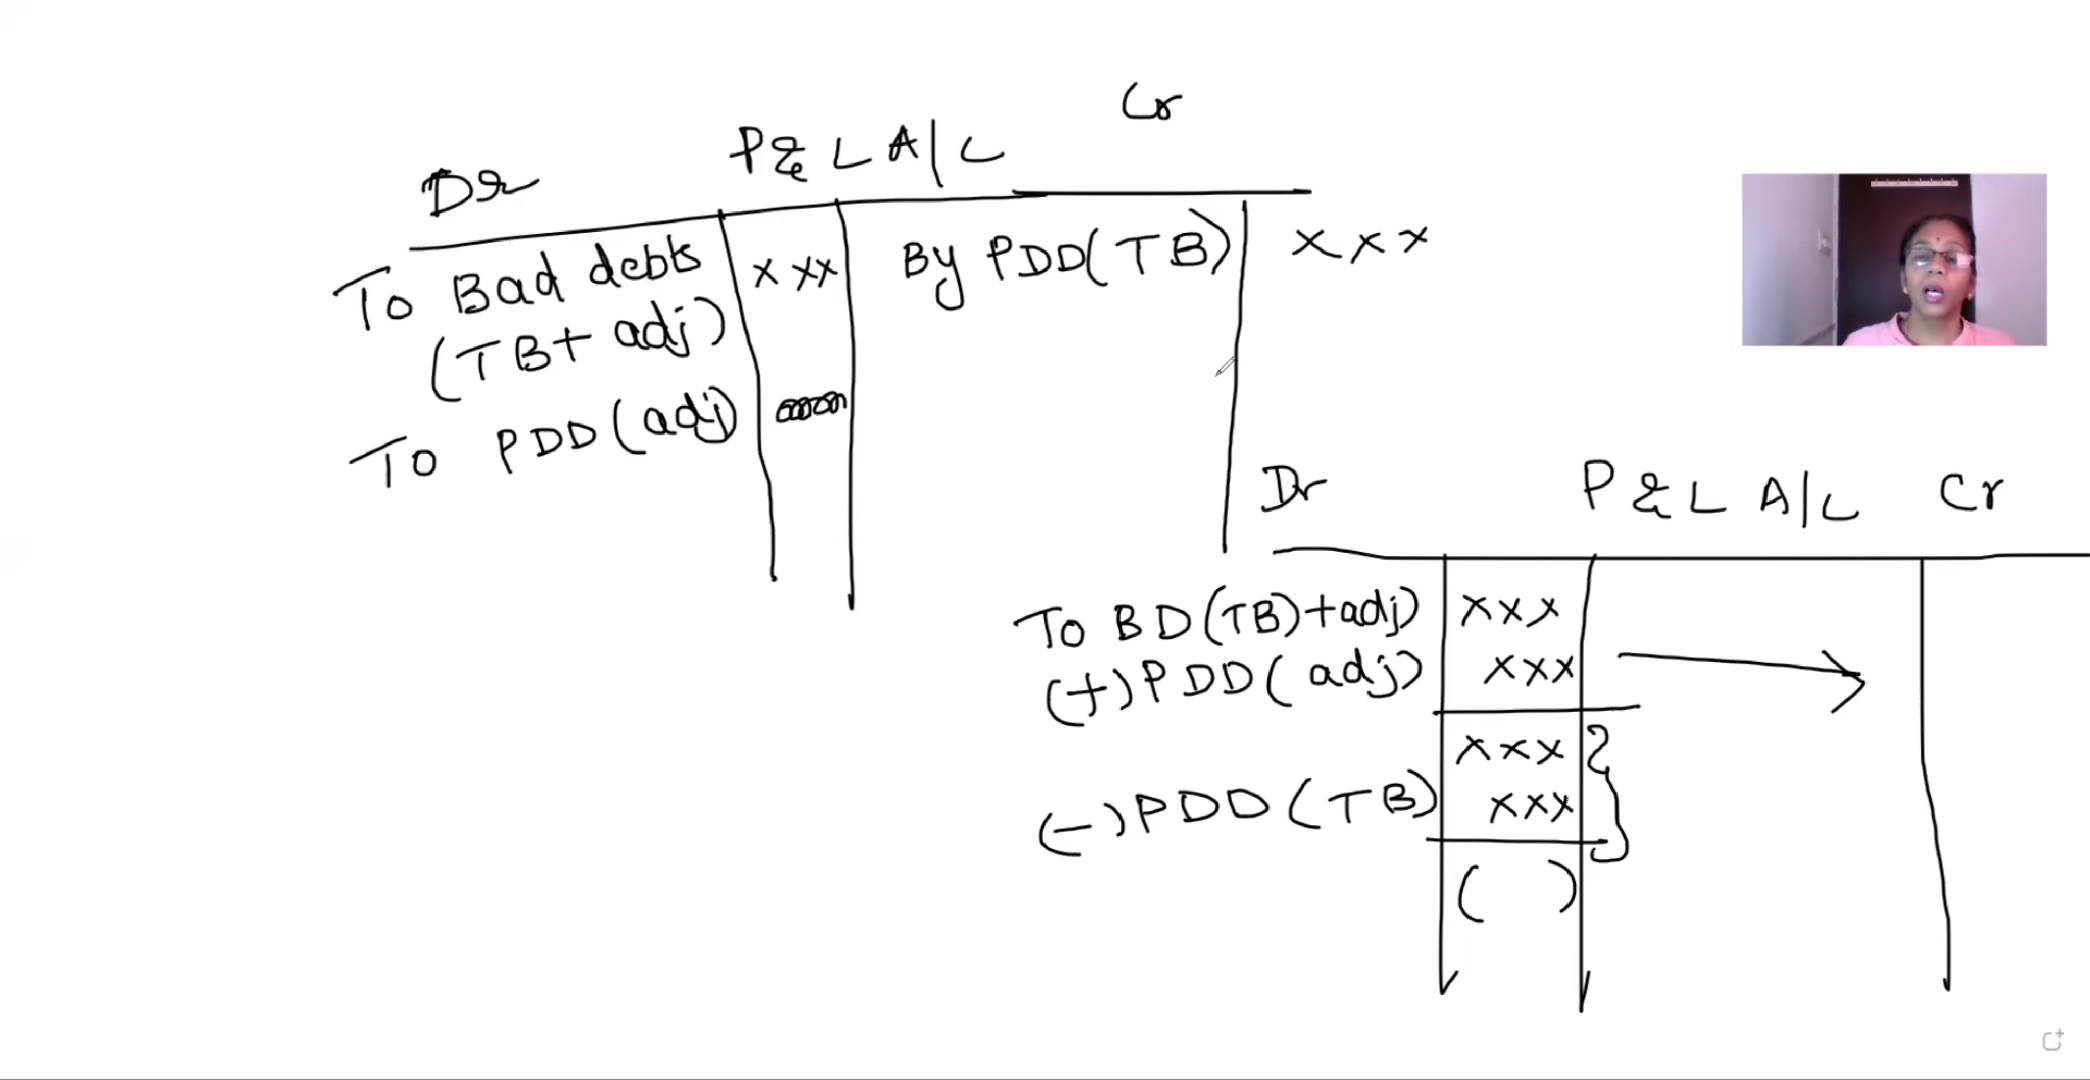 Cr
Dr P & L A/C
To Bad debts xxx By PDD(TB) xxx
(TB+ adj)
To PDD (adj)
Dr P & L A/C Cr
To BD(TB)+adj) xxx
(+) PDD (adj) xxx
xxx
(-) PDD (TB) xxx
( )